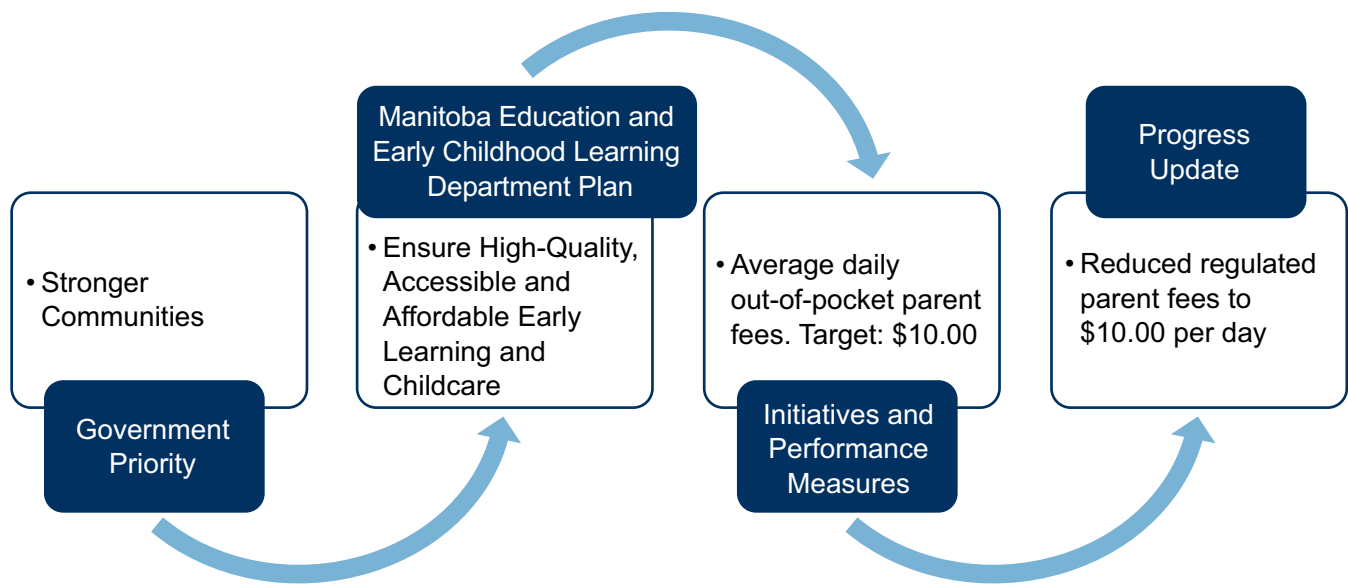 • Stronger
Communities
Government
Priority
Manitoba Education and
Early Childhood Learning
Department Plan
• Ensure High-Quality,
Accessible and
Affordable Early
Learning and
Childcare
• Average daily
out-of-pocket parent
fees. Target: $10.00
Initiatives and
Performance
Measures
Progress
Update
• Reduced regulated
parent fees to
$10.00 per day